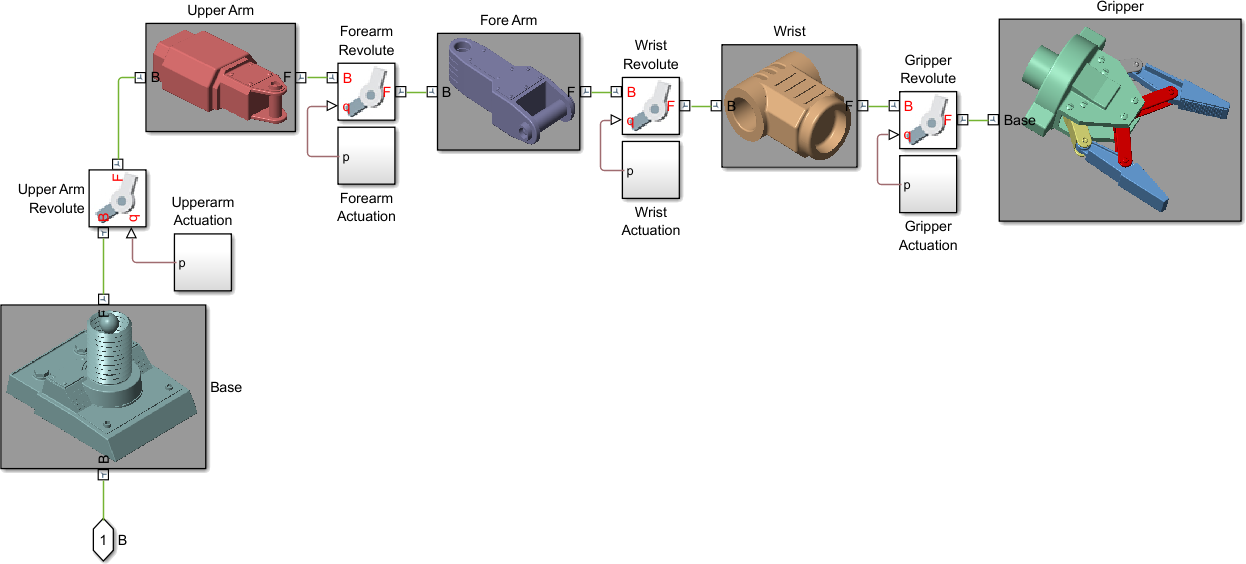 Upper Arm
B
F
Forearm
Revolute
B
q
F
p
Forearm
Actuation
Fore Arm
B
F
Wrist
Revolute
B
q
F
p
Wrist
Actuation
Wrist
B
F
Gripper
Revolute
B
q
F
p
Gripper
Actuation
Gripper
Base
Upper Arm
Revolute
F
B
q
Upperarm
Actuation
p
F
Base
B
1
B